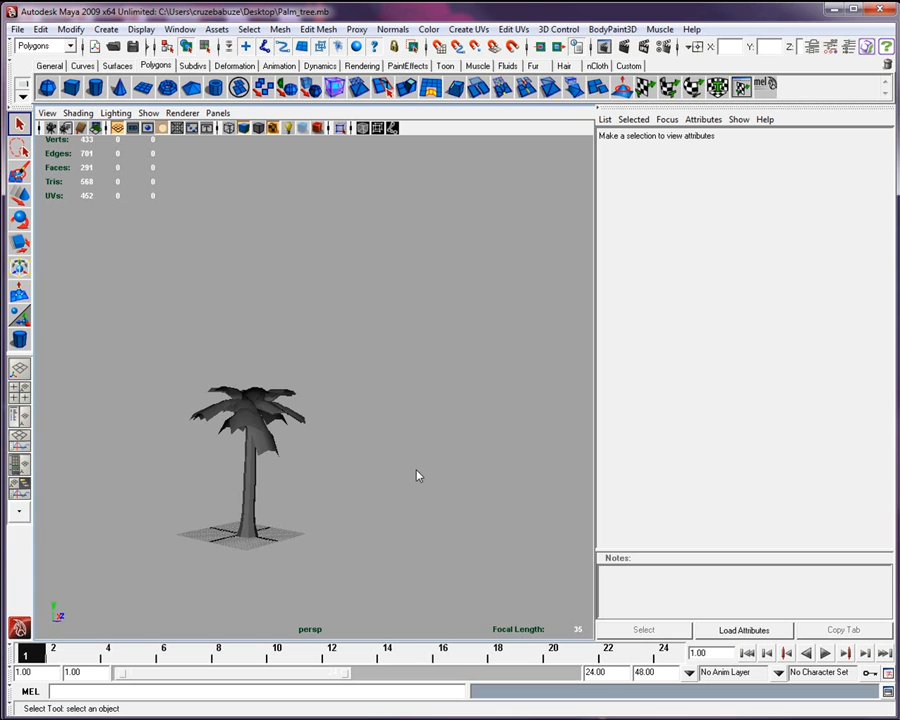 Autodesk Maya 2009 x64 Unlimited: C:\Users\cruzebabuze\Desktop\Palm_tree.mb
File Edit Modify Create Display Window Assets Select Mesh Edit Mesh Proxy Normals Color Create UVs Edit UVs 3D Control BodyPaint3D Muscle Help
Polygons X: Y: Z:
General Curves Surfaces Polygons Subdivs Deformation Animation Dynamics Rendering PaintEffects Toon Muscle Fluids Fur Hair nCloth Custom
mel
View Shading Lighting Show Renderer Panels
List Selected Focus Attributes Show Help
Make a selection to view attributes
Verts: 433 0 0
Edges: 701 0 0
Faces: 291 0 0
Tris: 568 0 0
UVs: 452 0 0
Notes:
persp Focal Length: 35
Select Load Attributes Copy Tab
1 2 4 6 8 10 12 14 16 18 20 22 24 1.00
1.00 1.00 24.00 48.00 No Anim Layer No Character Set
MEL
Select Tool: select an object